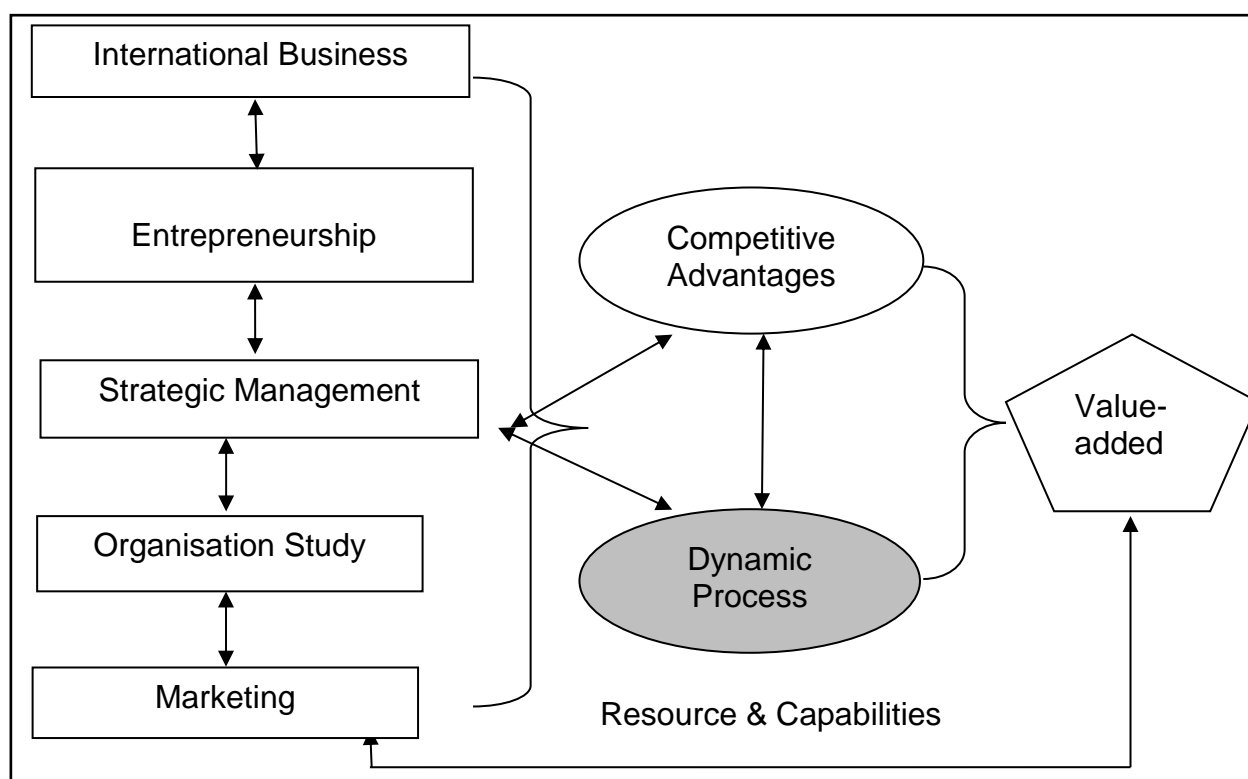 International Business
Entrepreneurship
Strategic Management
Organisation Study
Marketing
Competitive
Advantages
Dynamic
Process
Resource & Capabilities
Value-
added